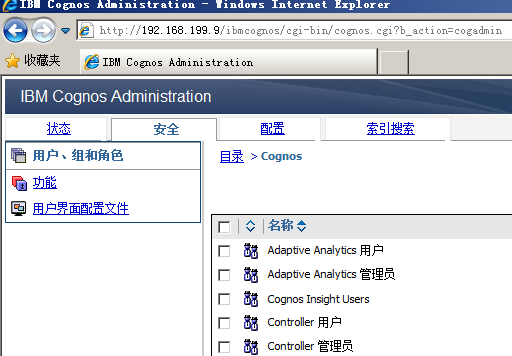 IBM Cognos Administration - Windows Internet Explorer
http://192.168.199.9/ibmcognos/cgi-bin/cognos.cgi?b_action=cogadmin
收藏夹
IBM Cognos Administration
IBM Cognos Administration
状态 安全 配置 索引搜索
用户、组和角色
目录 > Cognos
功能
用户界面配置文件
名称
Adaptive Analytics 用户
Adaptive Analytics 管理员
Cognos Insight Users
Controller 用户
Controller 管理员